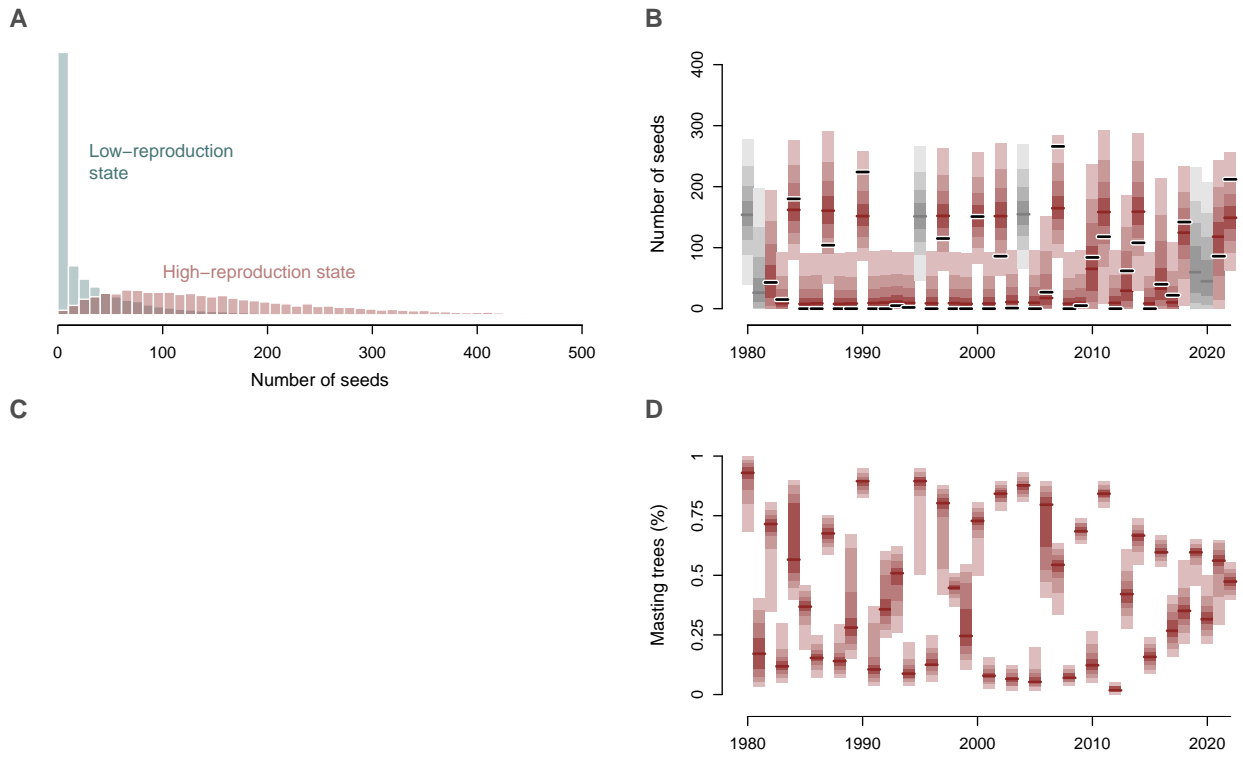 A
Low−reproduction
state
High−reproduction state
0 100 200 300 400 500
Number of seeds
B
Number of seeds
400
300
200
100
0
1980 1990 2000 2010 2020
C
D
Masting trees (%)
1
0.75
0.5
0.25
0
1980 1990 2000 2010 2020